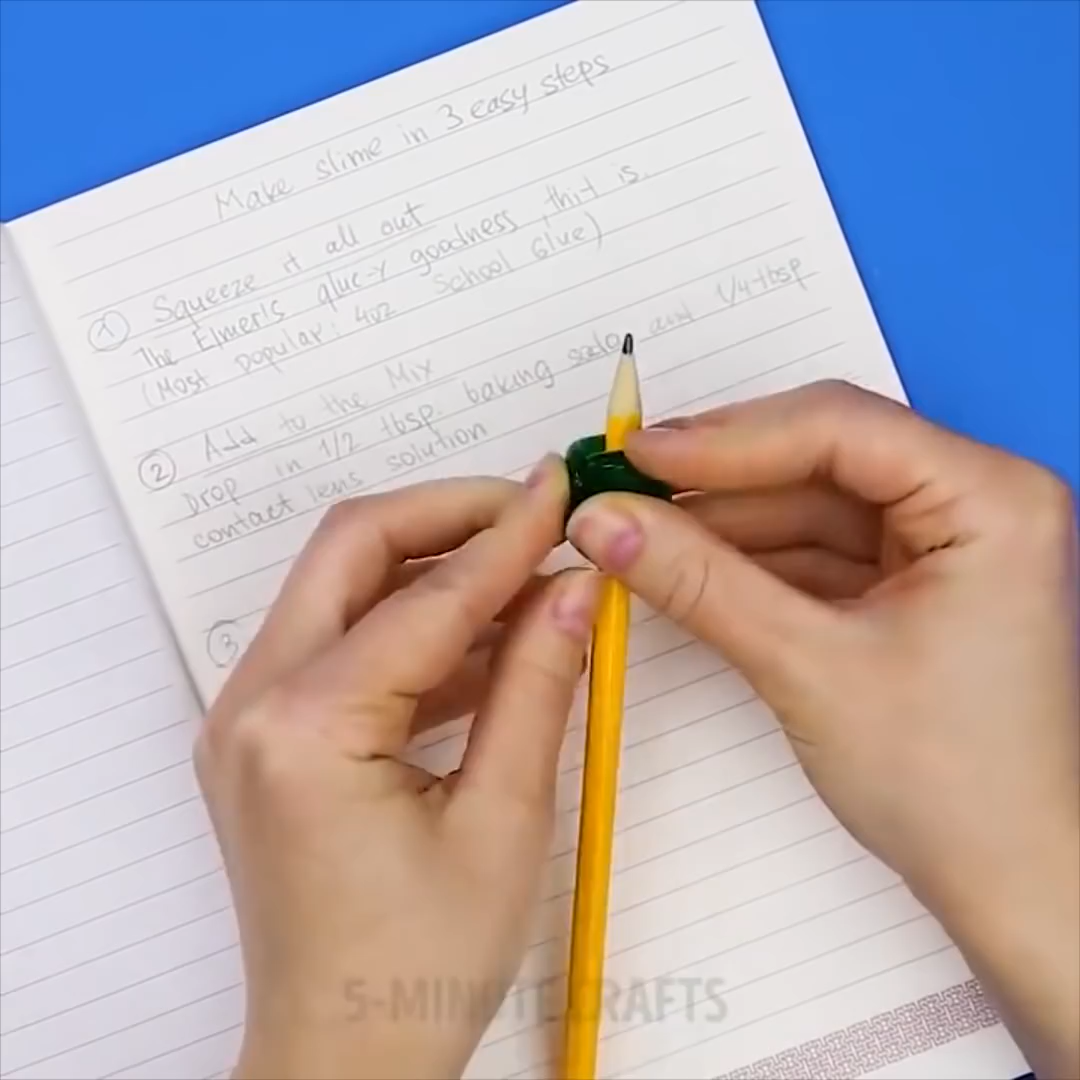 Make slime in 3 easy steps
① Squeeze it all out
The Elmer's glue-y goodness, thi-t is.
(Most popular: 4oz School Glue)
② Add to the Mix
Drop in 1/2 tbsp. baking and 1/4 tbsp
contact lens solution
③
5-MINUTE CRAFTS